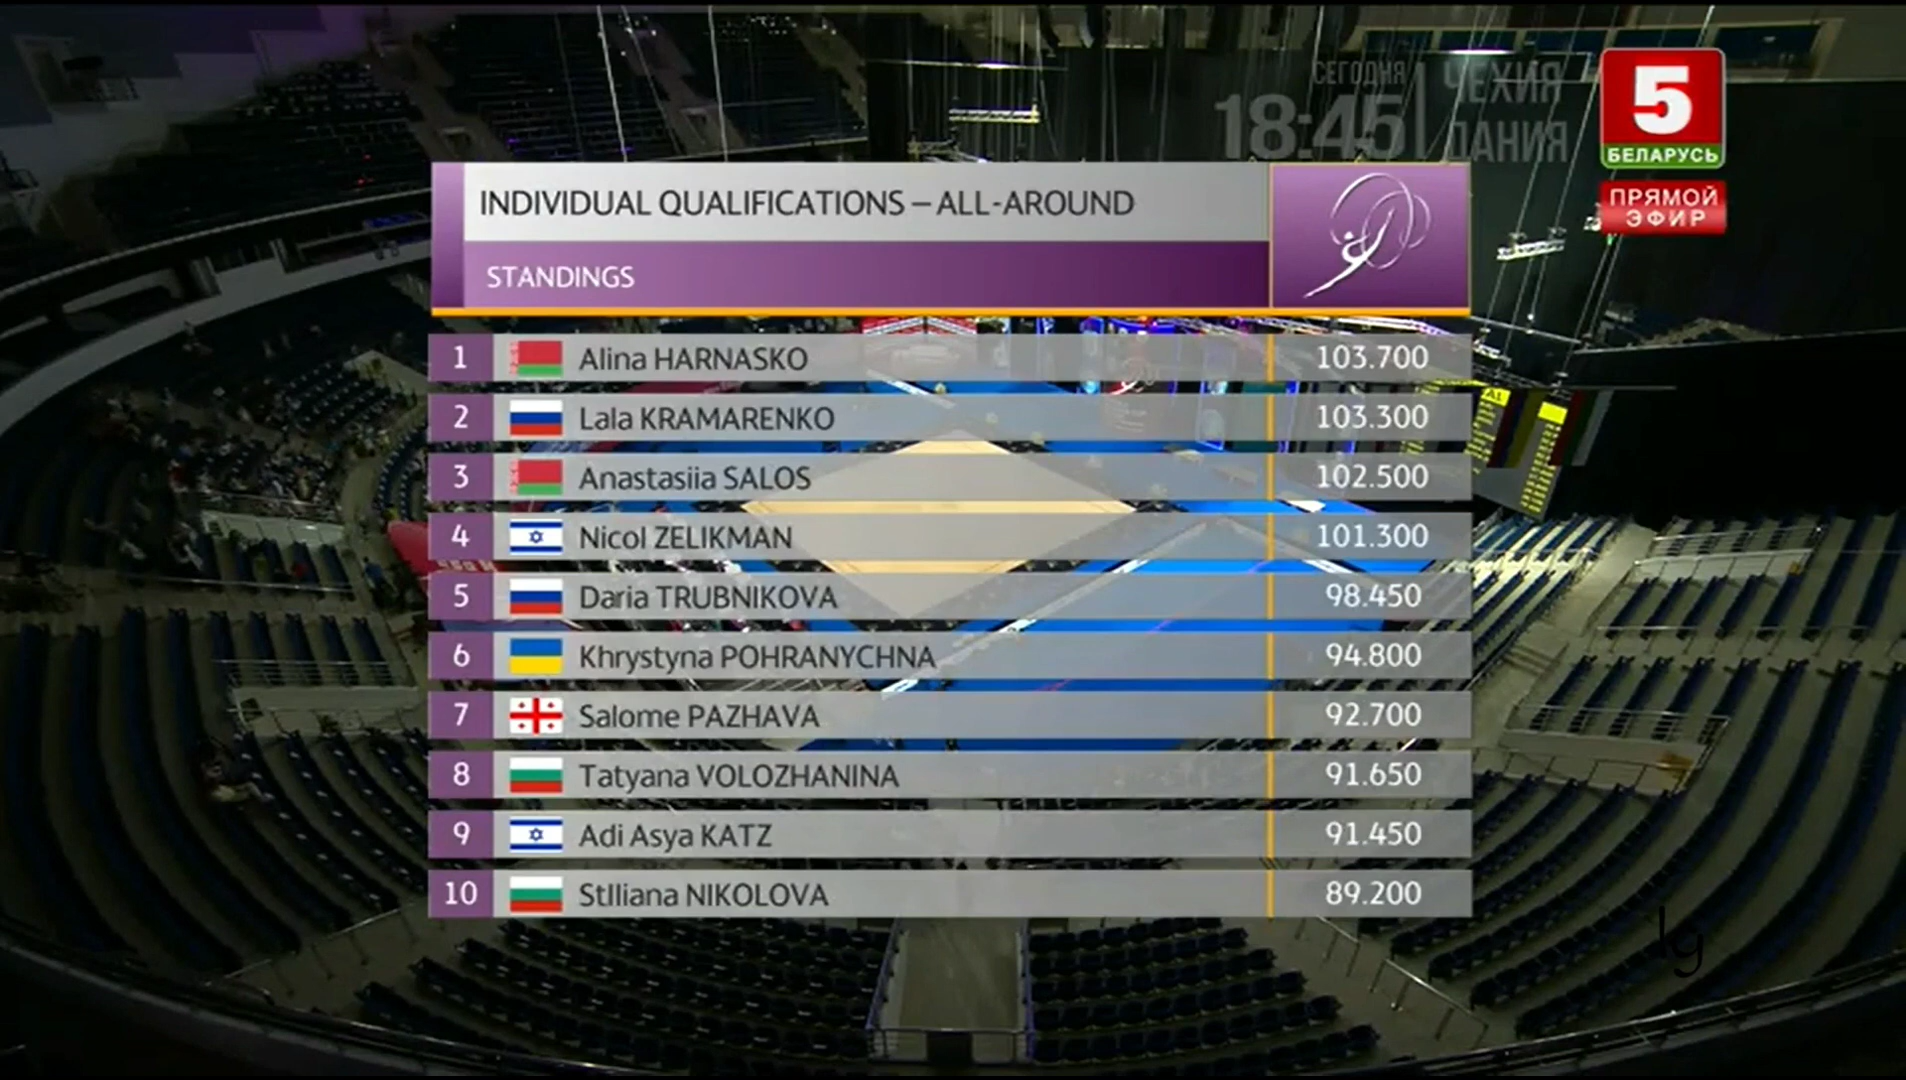 СЕГОДНЯ
18:45
ЧЕХИЯ
ДАНИЯ
5
БЕЛАРУСЬ
ПРЯМОЙ
ЭФИР
INDIVIDUAL QUALIFICATIONS – ALL-AROUND
STANDINGS
1 Alina HARNASKO 103.700
2 Lala KRAMARENKO 103.300
3 Anastasiia SALOS 102.500
4 Nicol ZELIKMAN 101.300
5 Daria TRUBNIKOVA 98.450
6 Khrystyna POHRANYCHNA 94.800
7 Salome PAZHAVA 92.700
8 Tatyana VOLOZHANINA 91.650
9 Adi Asya KATZ 91.450
10 Stlliana NIKOLOVA 89.200
lg